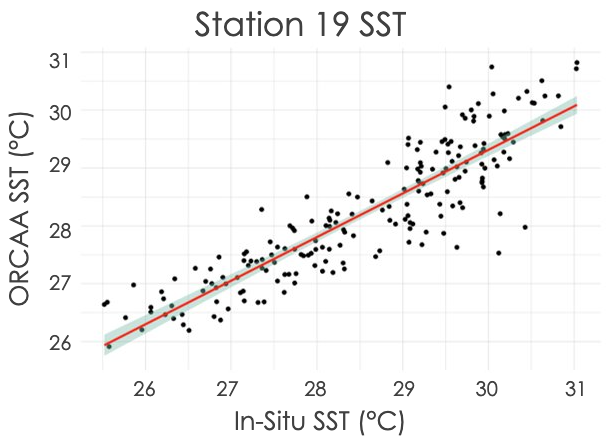 Station 19 SST
31
30
29
28
27
26
ORCAA SST (°C)
26 27 28 29 30 31
In-Situ SST (°C)